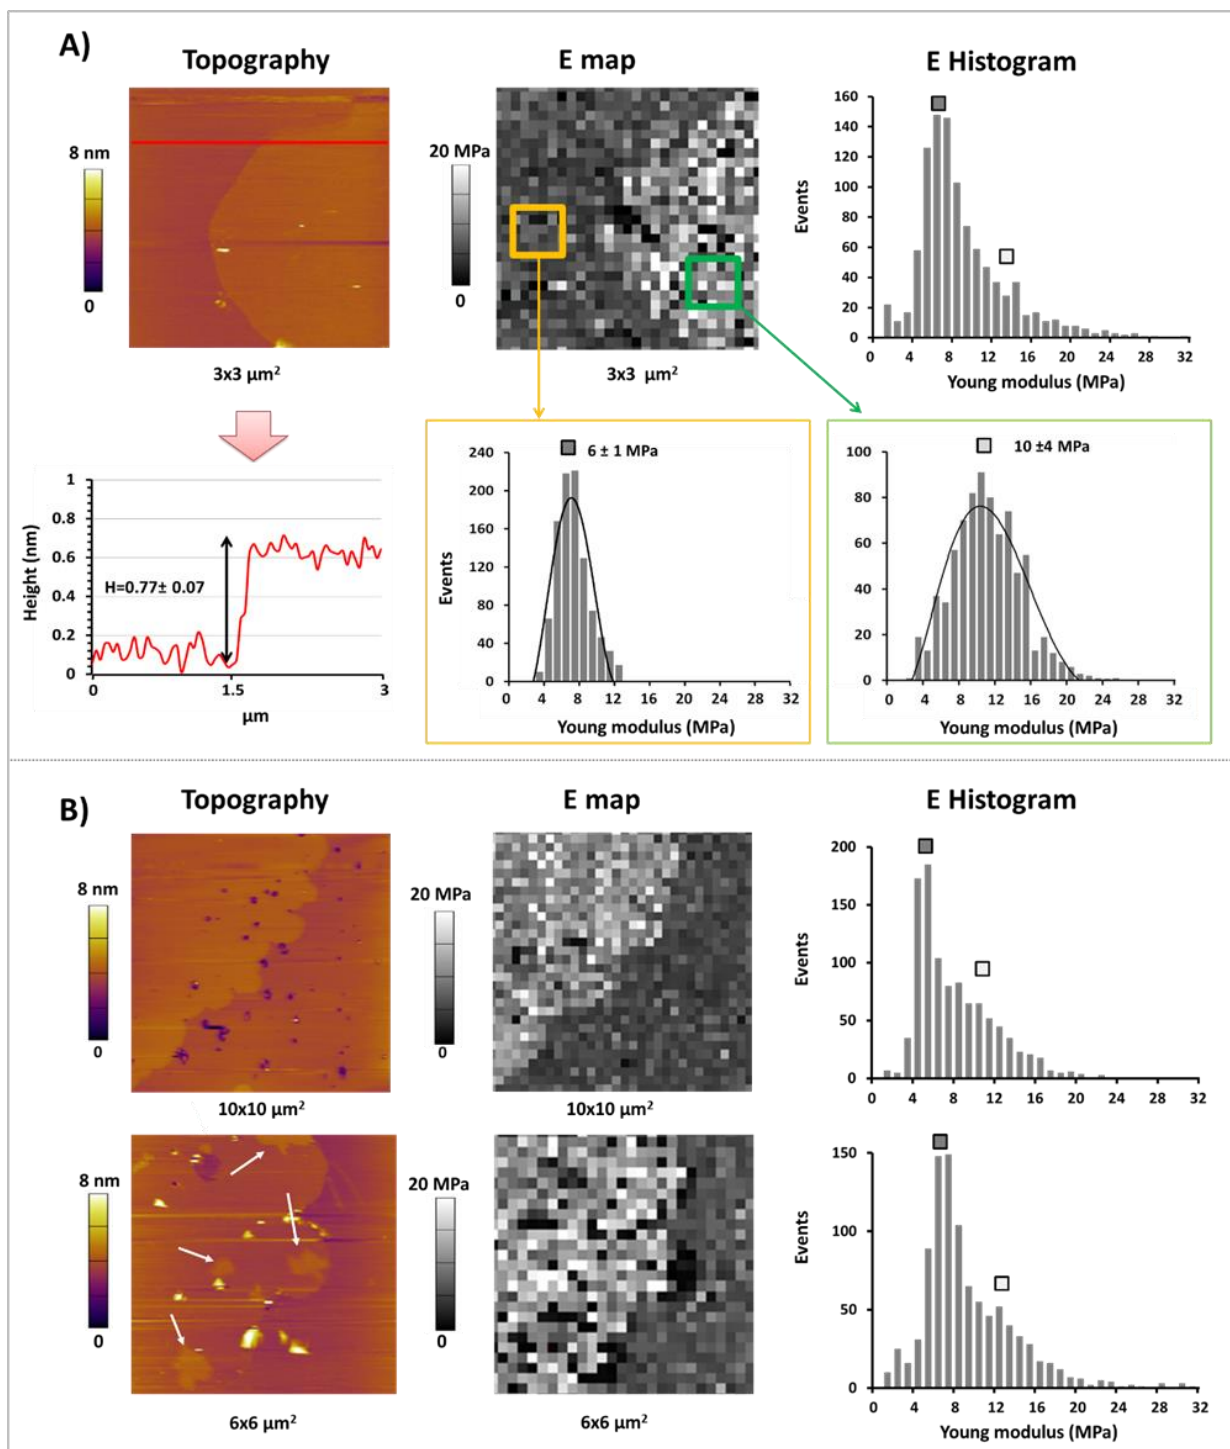 A)
Topography
E map
E Histogram
8 nm
0
3x3 µm²
20 MPa
0
3x3 µm²
160
140
120
100
80
60
40
20
0
Events
0 4 8 12 16 20 24 28 32
Young modulus (MPa)
1
0.8
0.6
0.4
0.2
0
Height (nm)
H=0.77± 0.07
0 1.5 3
µm
240
200
160
120
80
40
0
Events
6 ± 1 MPa
0 4 8 12 16 20 24 28 32
Young modulus (MPa)
100
80
60
40
20
0
10 ±4 MPa
0 4 8 12 16 20 24 28 32
Young modulus (MPa)
B)
Topography
E map
E Histogram
8 nm
0
10x10 µm²
20 MPa
0
10x10 µm²
200
150
100
50
0
Events
0 4 8 12 16 20 24 28 32
8 nm
0
6x6 µm²
20 MPa
0
6x6 µm²
150
100
50
0
Events
0 4 8 12 16 20 24 28 32
Young modulus (MPa)